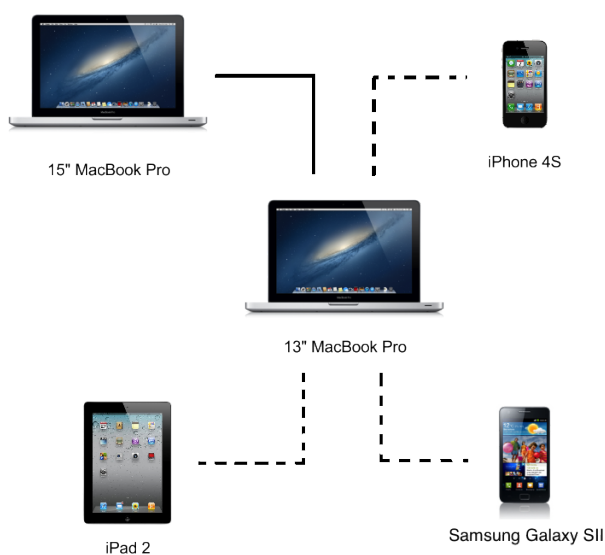 15" MacBook Pro
iPhone 4S
13" MacBook Pro
iPad 2
Samsung Galaxy SII